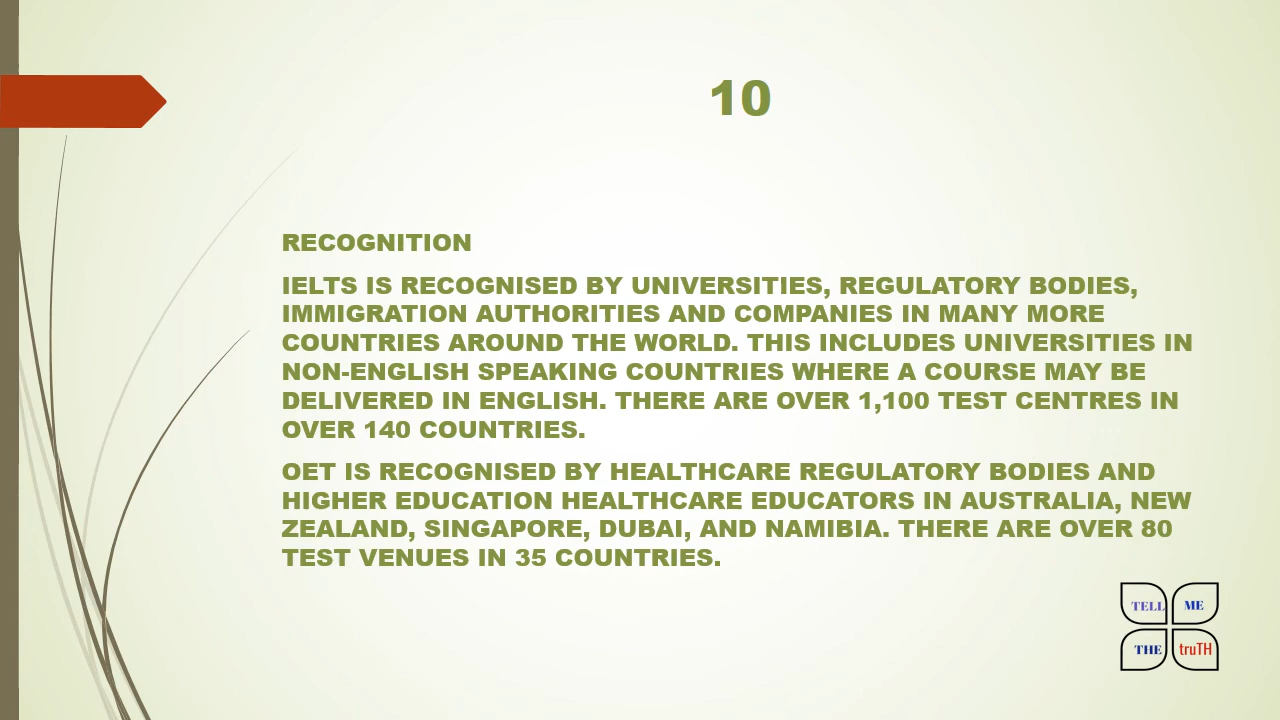 10
RECOGNITION
IELTS IS RECOGNISED BY UNIVERSITIES, REGULATORY BODIES,
IMMIGRATION AUTHORITIES AND COMPANIES IN MANY MORE
COUNTRIES AROUND THE WORLD. THIS INCLUDES UNIVERSITIES IN
NON-ENGLISH SPEAKING COUNTRIES WHERE A COURSE MAY BE
DELIVERED IN ENGLISH. THERE ARE OVER 1,100 TEST CENTRES IN
OVER 140 COUNTRIES.
OET IS RECOGNISED BY HEALTHCARE REGULATORY BODIES AND
HIGHER EDUCATION HEALTHCARE EDUCATORS IN AUSTRALIA, NEW
ZEALAND, SINGAPORE, DUBAI, AND NAMIBIA. THERE ARE OVER 80
TEST VENUES IN 35 COUNTRIES.
TELL ME
THE truTH